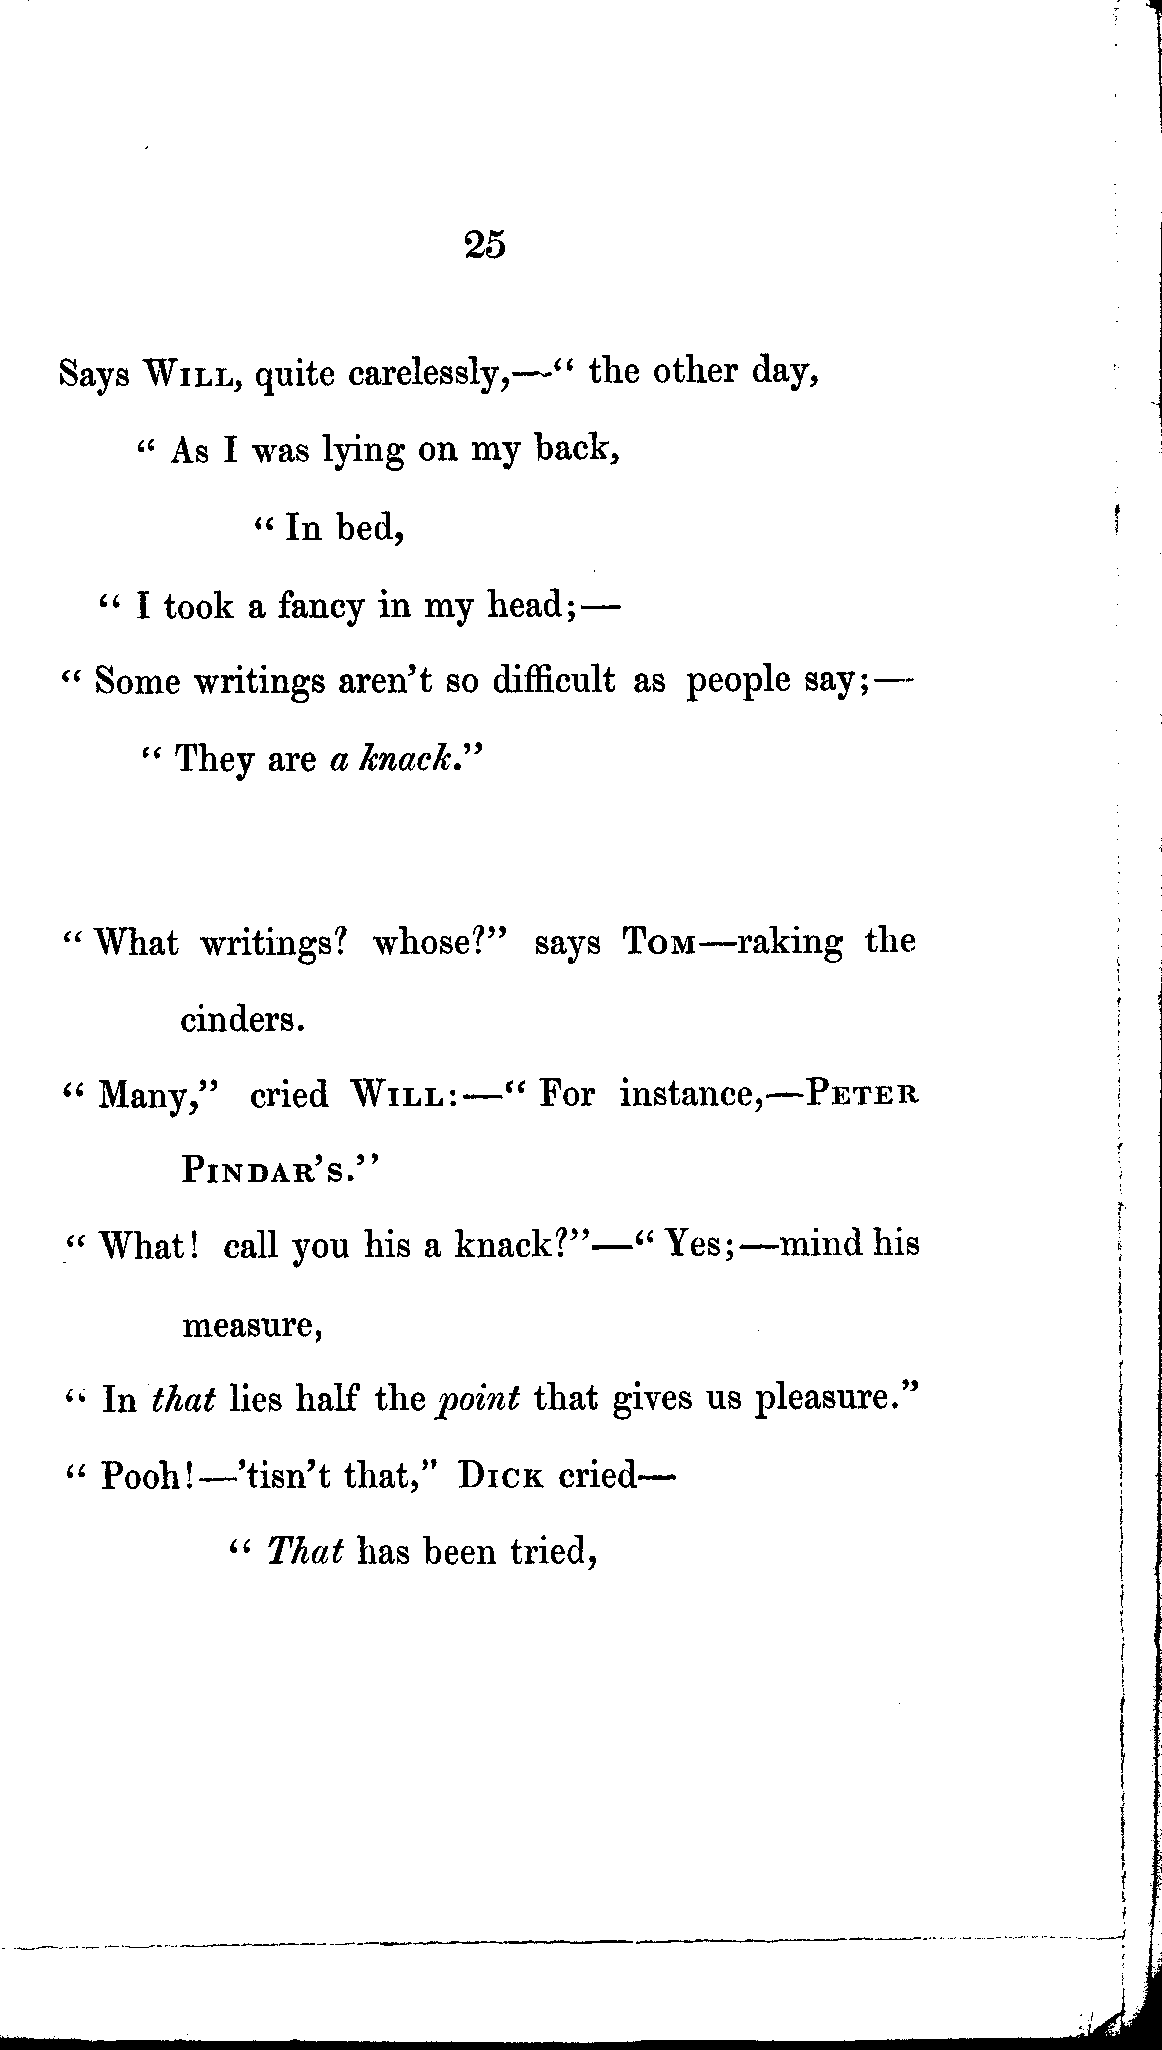 25
Says WILL, quite carelessly,—“ the other day,
“ As I was lying on my back,
“ In bed,
“ I took a fancy in my head;—
“ Some writings aren’t so difficult as people say;—
“ They are a knack.”
“ What writings? whose?” says TOM—raking the
cinders.
“ Many,” cried WILL:—“ For instance,—PETER
PINDAR’S.”
“ What! call you his a knack?”—“ Yes;—mind his
measure,
“ In that lies half the point that gives us pleasure.”
“ Pooh!—’tisn’t that,” DICK cried—
“ That has been tried,